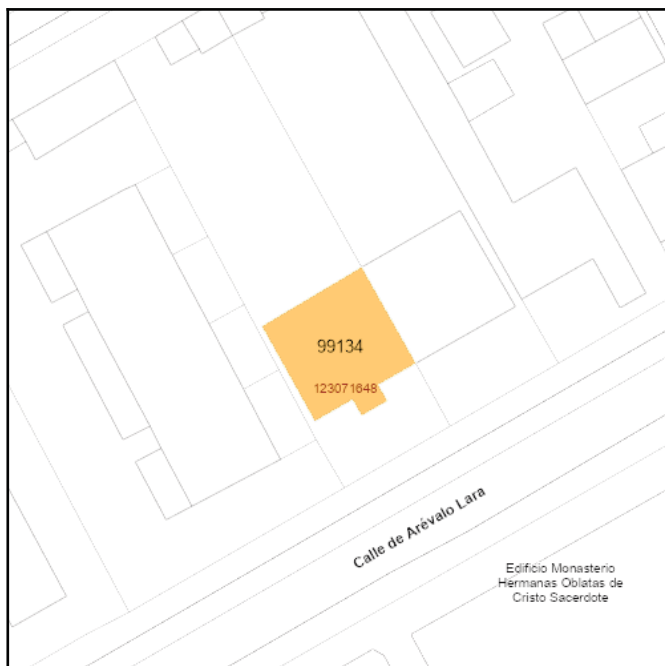 99134
123071648
Calle de Arévalo Lara
Edificio Monasterio
Hermanas Oblatas de
Cristo Sacerdote